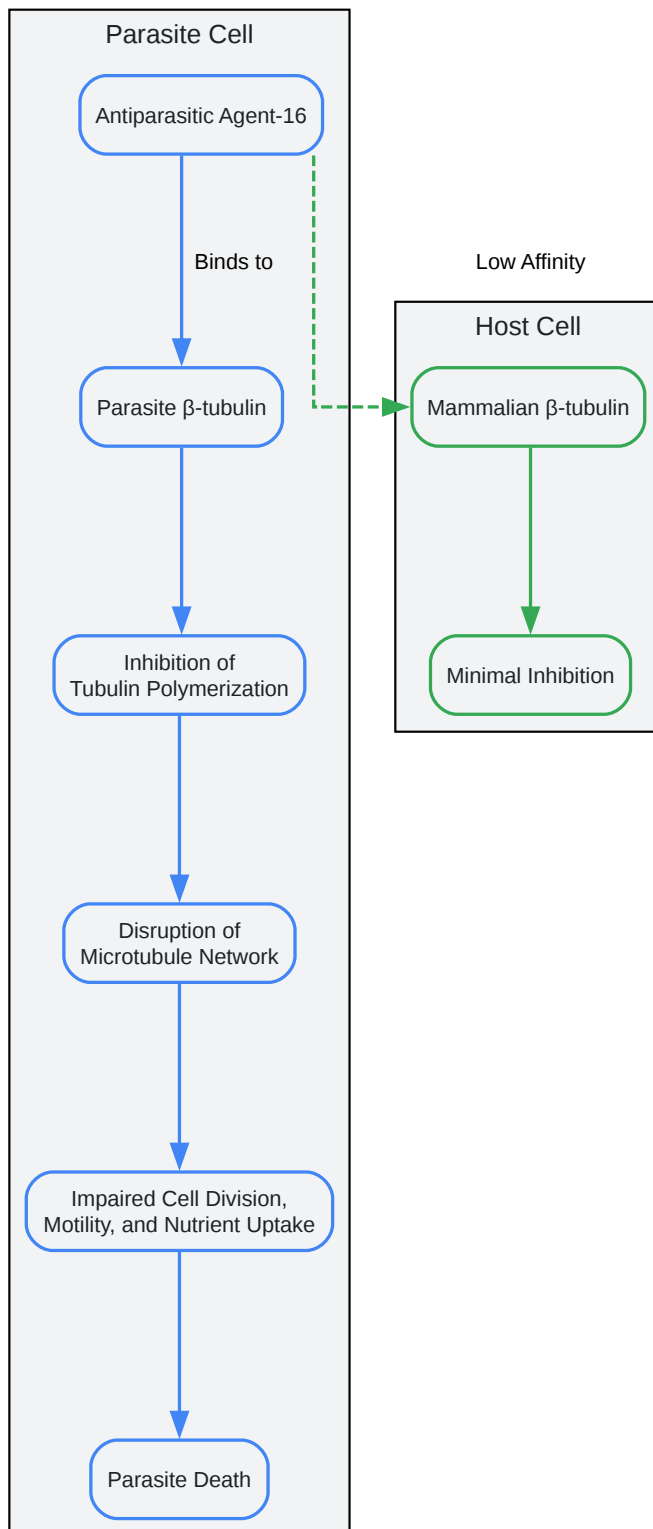 Parasite Cell
Antiparasitic Agent-16
Binds to
Low Affinity
Host Cell
Parasite β-tubulin
Mammalian β-tubulin
Inhibition of
Tubulin Polymerization
Minimal Inhibition
Disruption of
Microtubule Network
Impaired Cell Division,
Motility, and Nutrient Uptake
Parasite Death